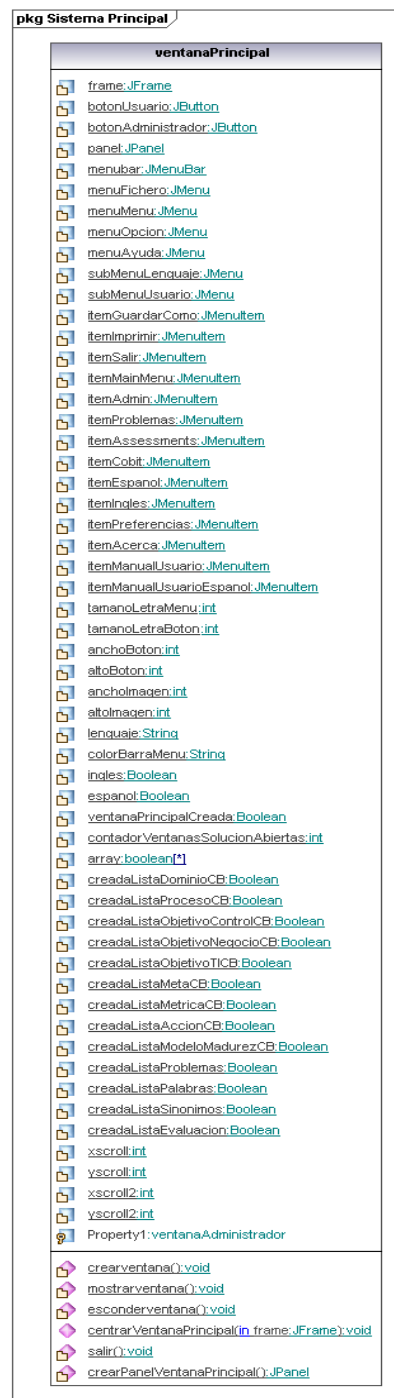 pkg Sistema Principal
ventanaPrincipal
frame:JFrame
botonUsuario:JButton
botonAdministrador:JButton
panel:JPanel
menubar:JMenuBar
menuFichero:JMenu
menuMenu:JMenu
menuOpcion:JMenu
menuAyuda:JMenu
subMenuLenguaje:JMenu
subMenuUsuario:JMenu
itemGuardarComo:JMenuItem
itemImprimir:JMenuItem
itemSalir:JMenuItem
itemMainMenu:JMenuItem
itemAdmin:JMenuItem
itemProblemas:JMenuItem
itemAssessments:JMenuItem
itemCobit:JMenuItem
itemEspanol:JMenuItem
itemIngles:JMenuItem
itemPreferencias:JMenuItem
itemAcerca:JMenuItem
itemManualUsuario:JMenuItem
itemManualUsuarioEspanol:JMenuItem
tamanoLetraMenu:int
tamanoLetraBoton:int
anchoBoton:int
altoBoton:int
anchoImagen:int
altoImagen:int
lenguaje:String
colorBarraMenu:String
ingles:Boolean
espanol:Boolean
ventanaPrincipalCreada:Boolean
contadorVentanasSolucionAbiertas:int
array:boolean[*]
creadaListaDominioCB:Boolean
creadaListaProcesoCB:Boolean
creadaListaObjetivoControlCB:Boolean
creadaListaObjetivoNegocioCB:Boolean
creadaListaObjetivoTICB:Boolean
creadaListaMetaCB:Boolean
creadaListaMetricaCB:Boolean
creadaListaAccionCB:Boolean
creadaListaModeloMadurezCB:Boolean
creadaListaProblemas:Boolean
creadaListaPalabras:Boolean
creadaListaSinonimos:Boolean
creadaListaEvaluacion:Boolean
xscroll:int
yscroll:int
xscroll2:int
yscroll2:int
Property1:ventanaAdministrador
crearventana():void
mostrarventana():void
esconderventana():void
centrarVentanaPrincipal(in frame:JFrame):void
salir():void
crearPanelVentanaPrincipal():JPanel